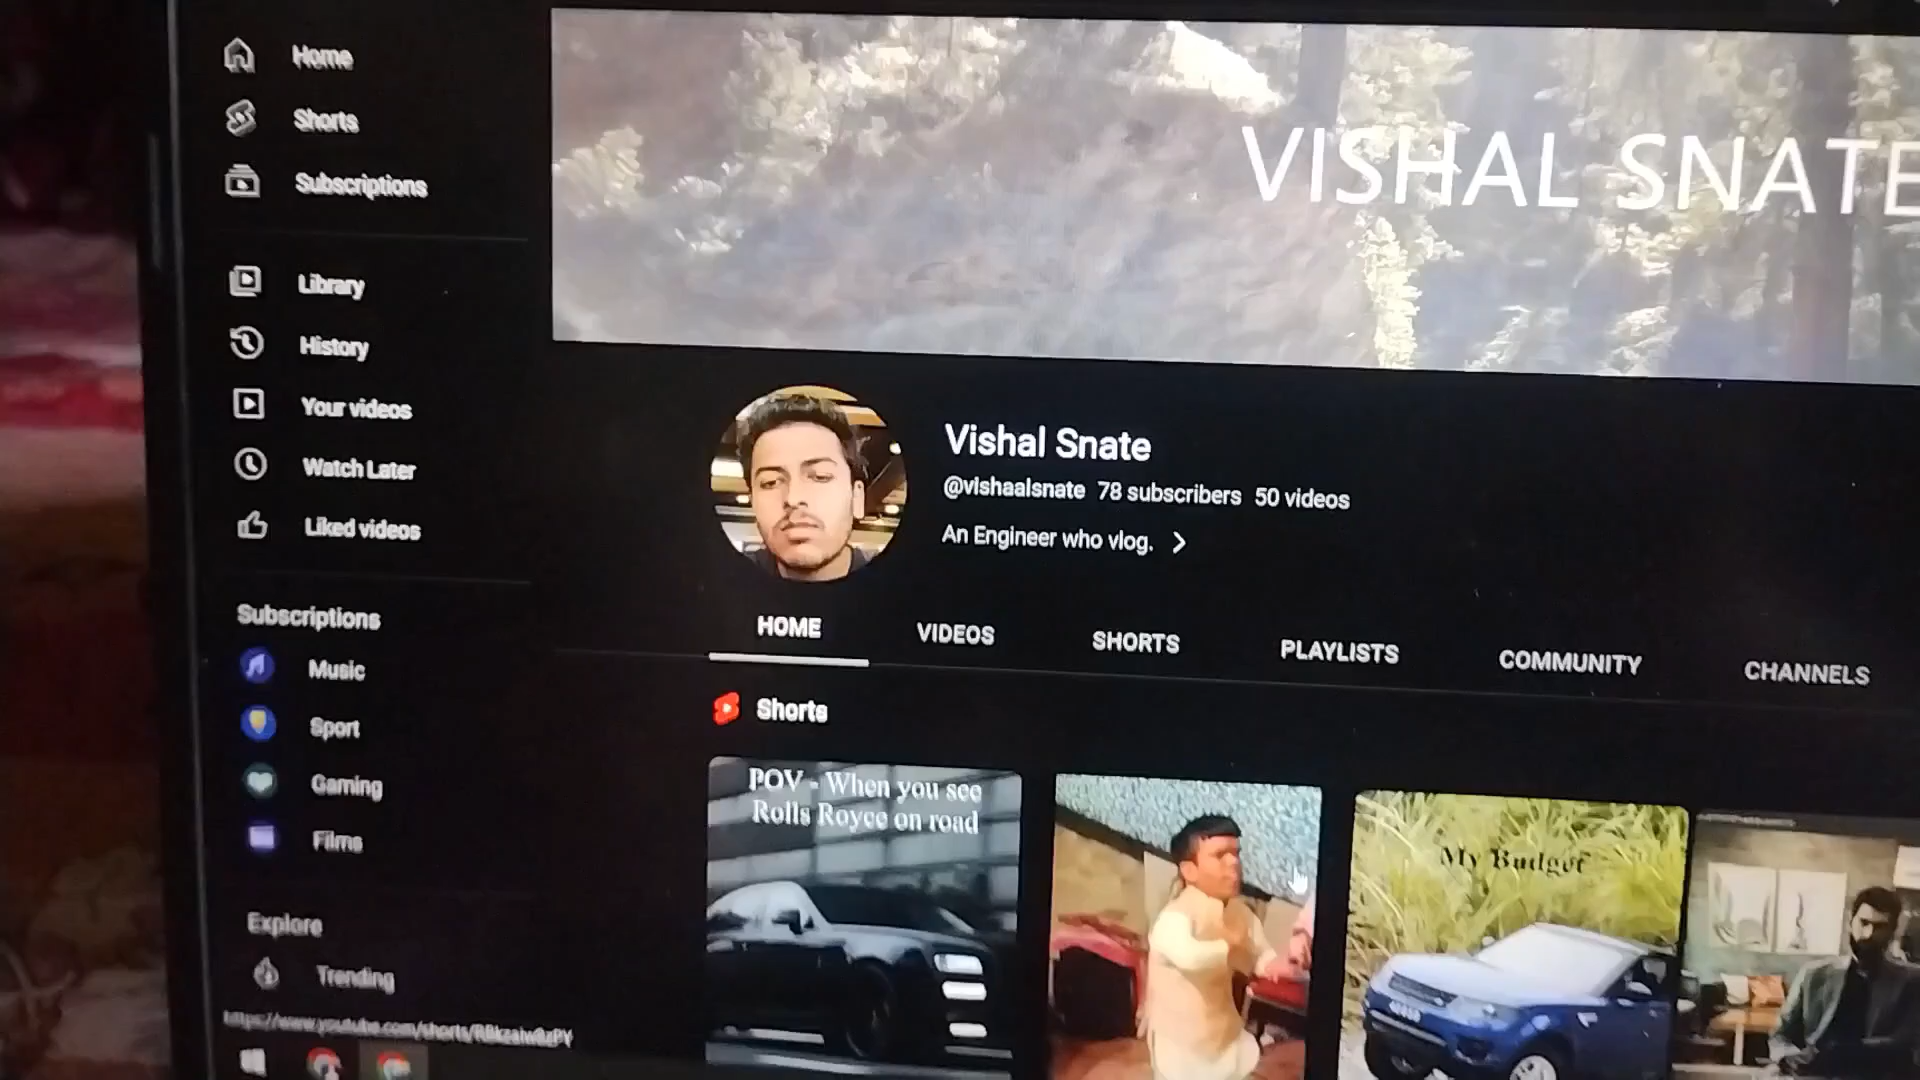 Home
Shorts
Subscriptions
Library
History
Your videos
Watch Later
Liked videos
Subscriptions
Music
Sport
Gaming
Films
Explore
Trending
VISHAL SNATE
Vishal Snate
@vishaalsnate 78 subscribers 50 videos
An Engineer who vlog.
HOME VIDEOS SHORTS PLAYLISTS COMMUNITY CHANNELS
Shorts
POV - When you see
Rolls Royce on road
My Budget